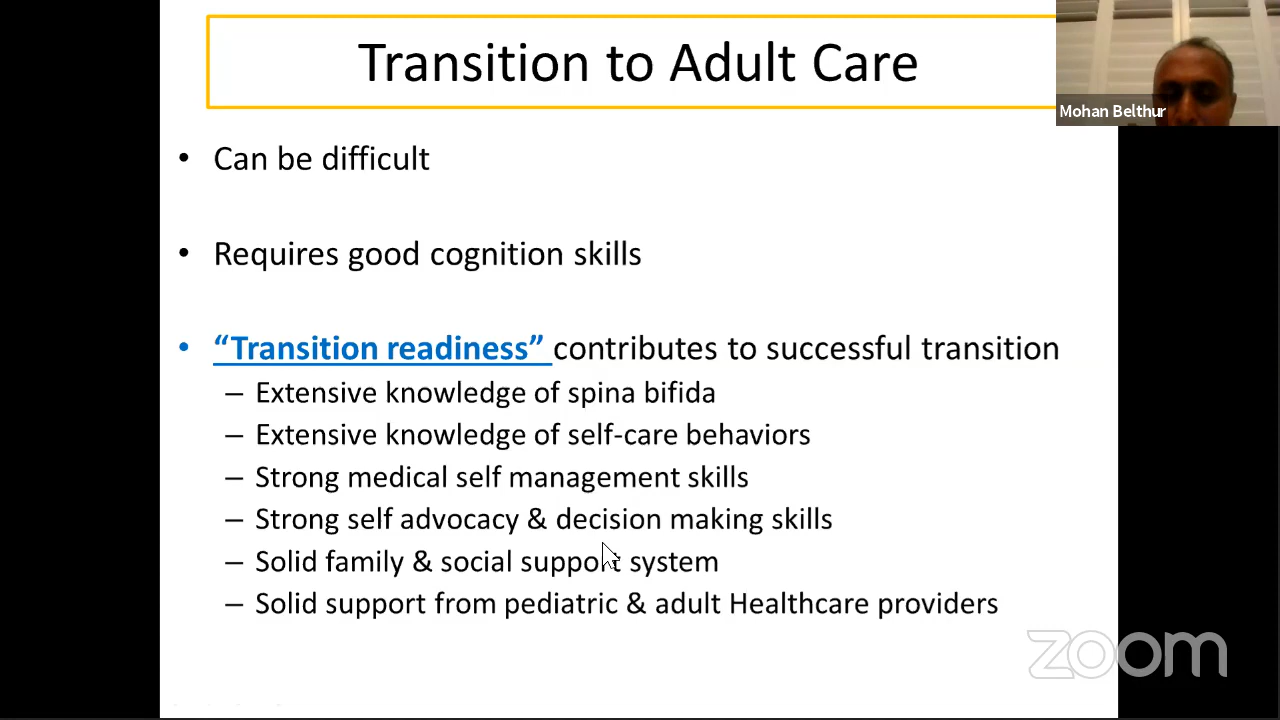 Transition to Adult Care
Mohan Belthur
• Can be difficult
• Requires good cognition skills
• “Transition readiness” contributes to successful transition
– Extensive knowledge of spina bifida
– Extensive knowledge of self-care behaviors
– Strong medical self management skills
– Strong self advocacy & decision making skills
– Solid family & social support system
– Solid support from pediatric & adult Healthcare providers
zoom